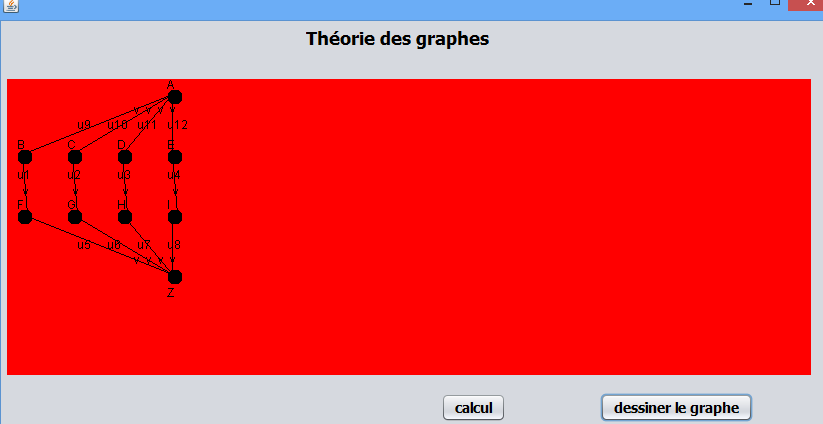 Théorie des graphes
A
u9 u10 u11 u12
B C D E
u1 u2 u3 u4
F G H I
u5 u6 u7 u8
Z
calcul dessiner le graphe